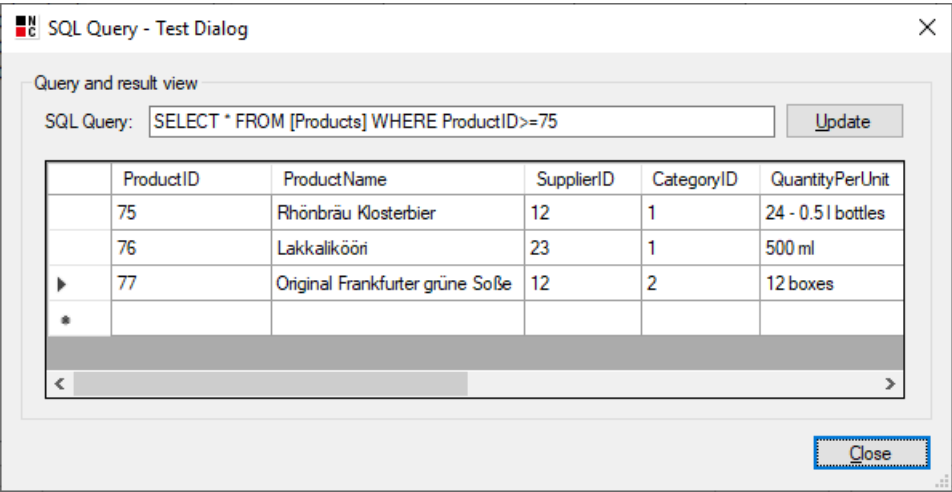 NC SQL Query - Test Dialog
Query and result view
SQL Query: SELECT * FROM [Products] WHERE ProductID>=75 Update
ProductID ProductName SupplierID CategoryID QuantityPerUnit
75 Rhönbräu Klosterbier 12 1 24 - 0.5 l bottles
76 Lakkalikööri 23 1 500 ml
77 Original Frankfurter grüne Soße 12 2 12 boxes
Close